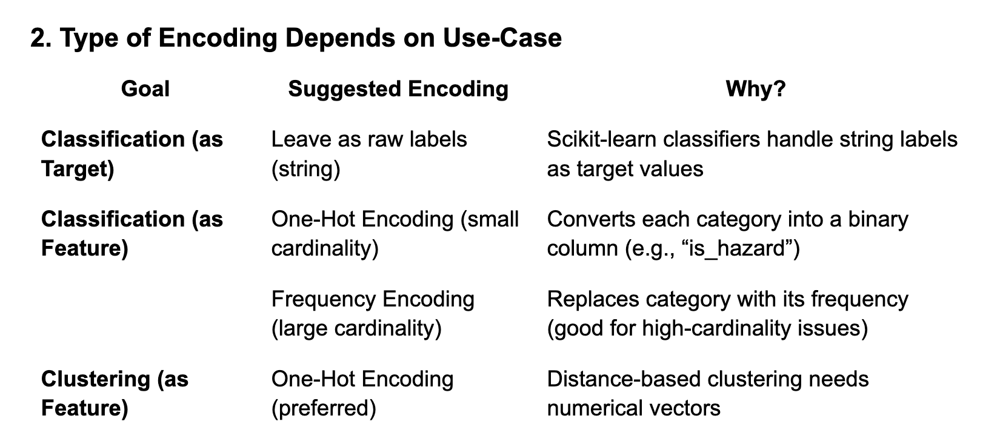 2. Type of Encoding Depends on Use-Case
Goal Suggested Encoding Why?
Classification (as Leave as raw labels Scikit-learn classifiers handle string labels
Target) (string) as target values
Classification (as One-Hot Encoding (small Converts each category into a binary
Feature) cardinality) column (e.g., “is_hazard”)
Frequency Encoding Replaces category with its frequency
(large cardinality) (good for high-cardinality issues)
Clustering (as One-Hot Encoding Distance-based clustering needs
Feature) (preferred) numerical vectors